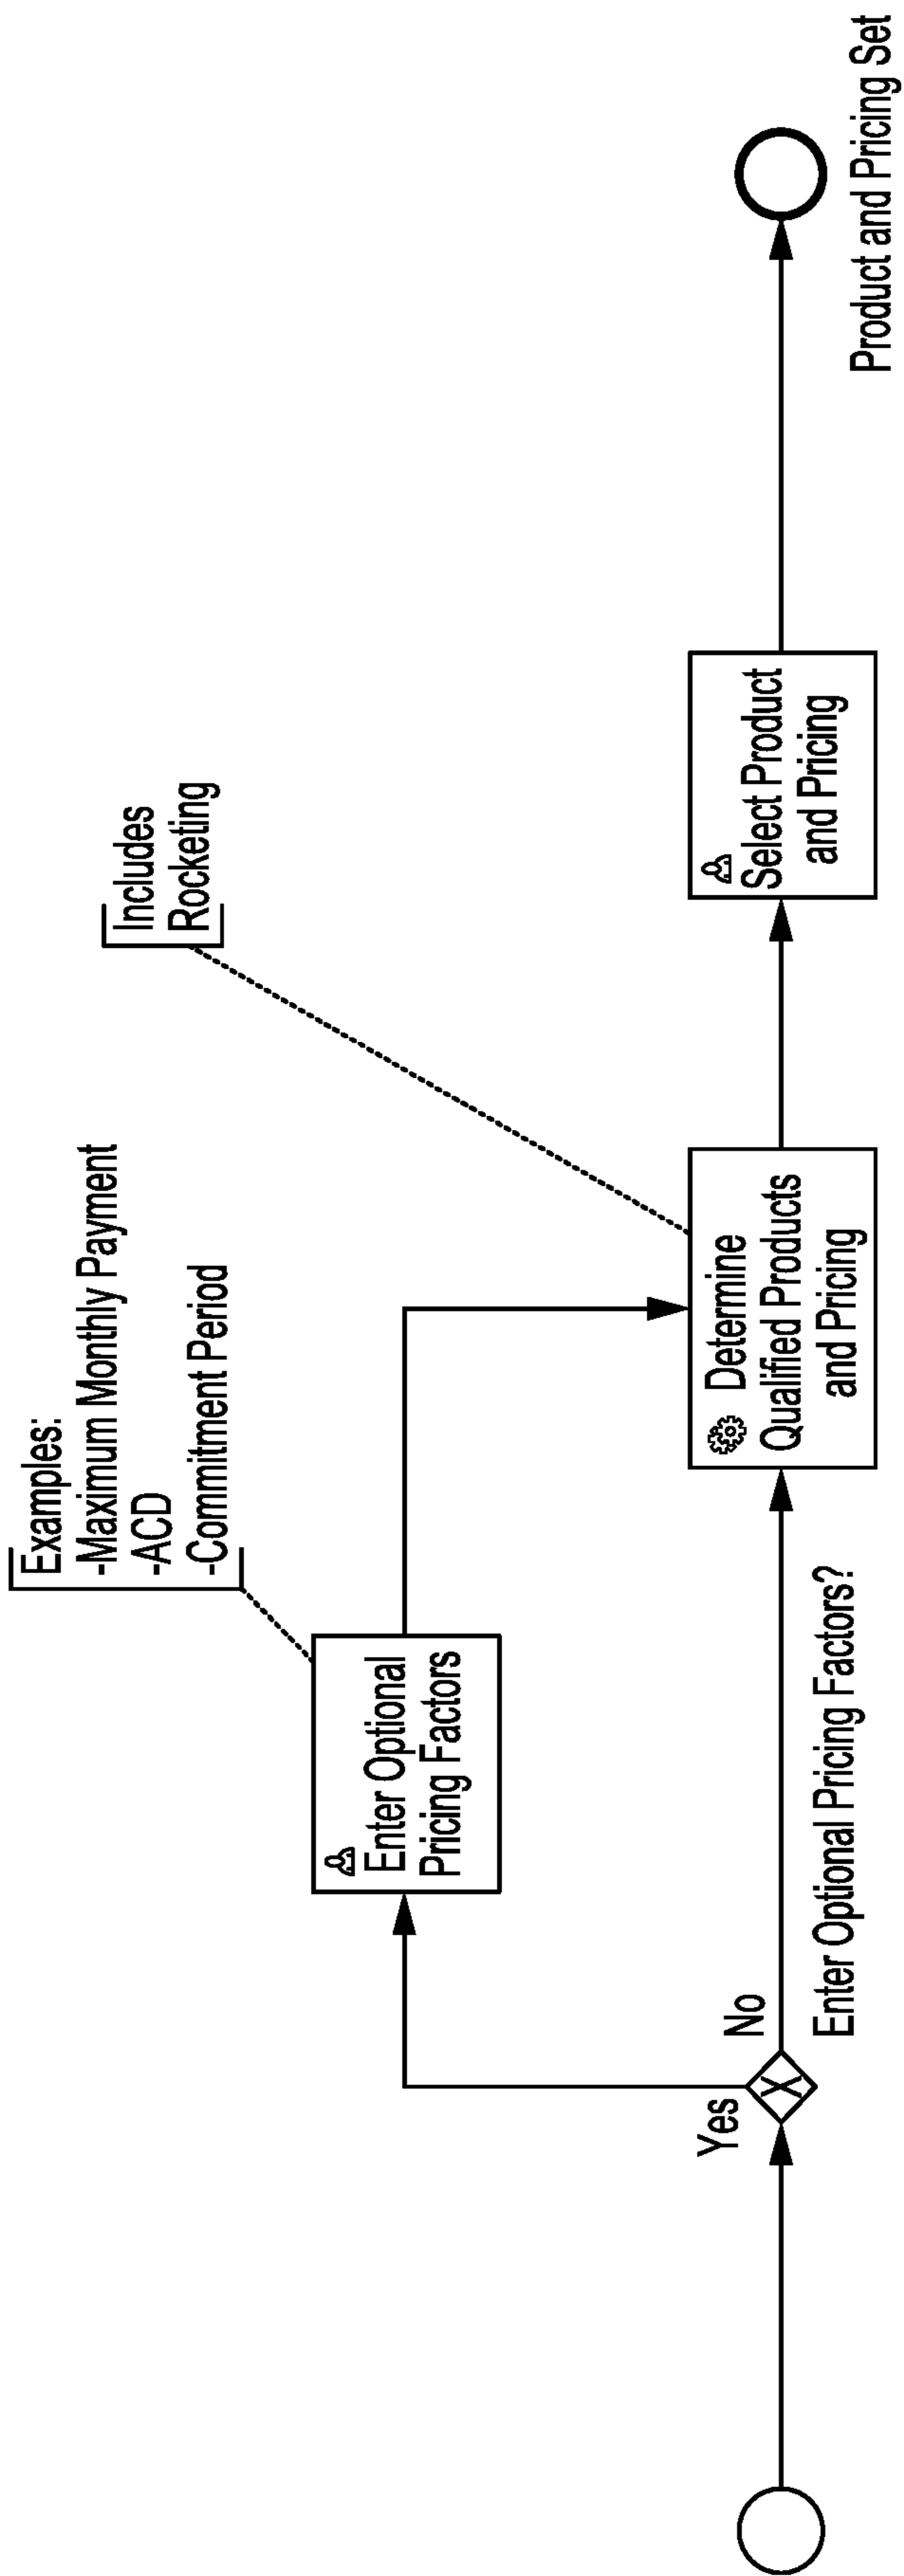 Examples:
-Maximum Monthly Payment
-ACD
-Commitment Period
Includes
Rocketing
Enter Optional
Pricing Factors
Yes
No
X
Enter Optional Pricing Factors?
Determine
Qualified Products
and Pricing
Select Product
and Pricing
Product and Pricing Set